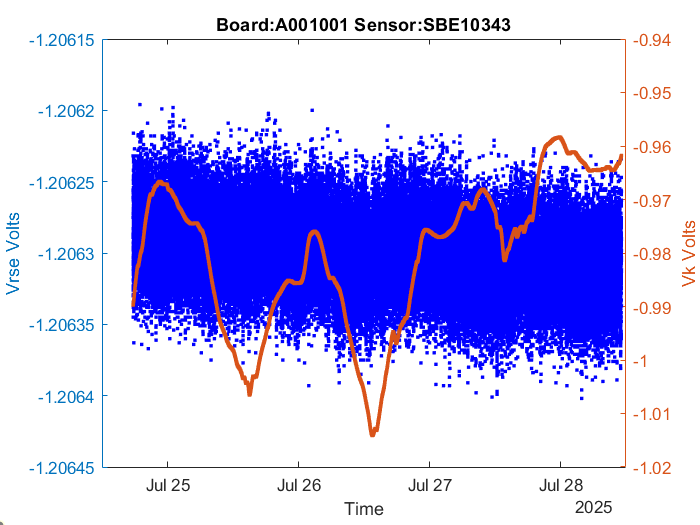 Board:A001001 Sensor:SBE10343
-1.20615
-1.2062
-1.20625
-1.2063
-1.20635
-1.2064
-1.20645
Vrse Volts
-0.94
-0.95
-0.96
-0.97
-0.98
-0.99
-1
-1.01
-1.02
Vk Volts
Jul 25
Jul 26
Jul 27
Jul 28
Time
2025